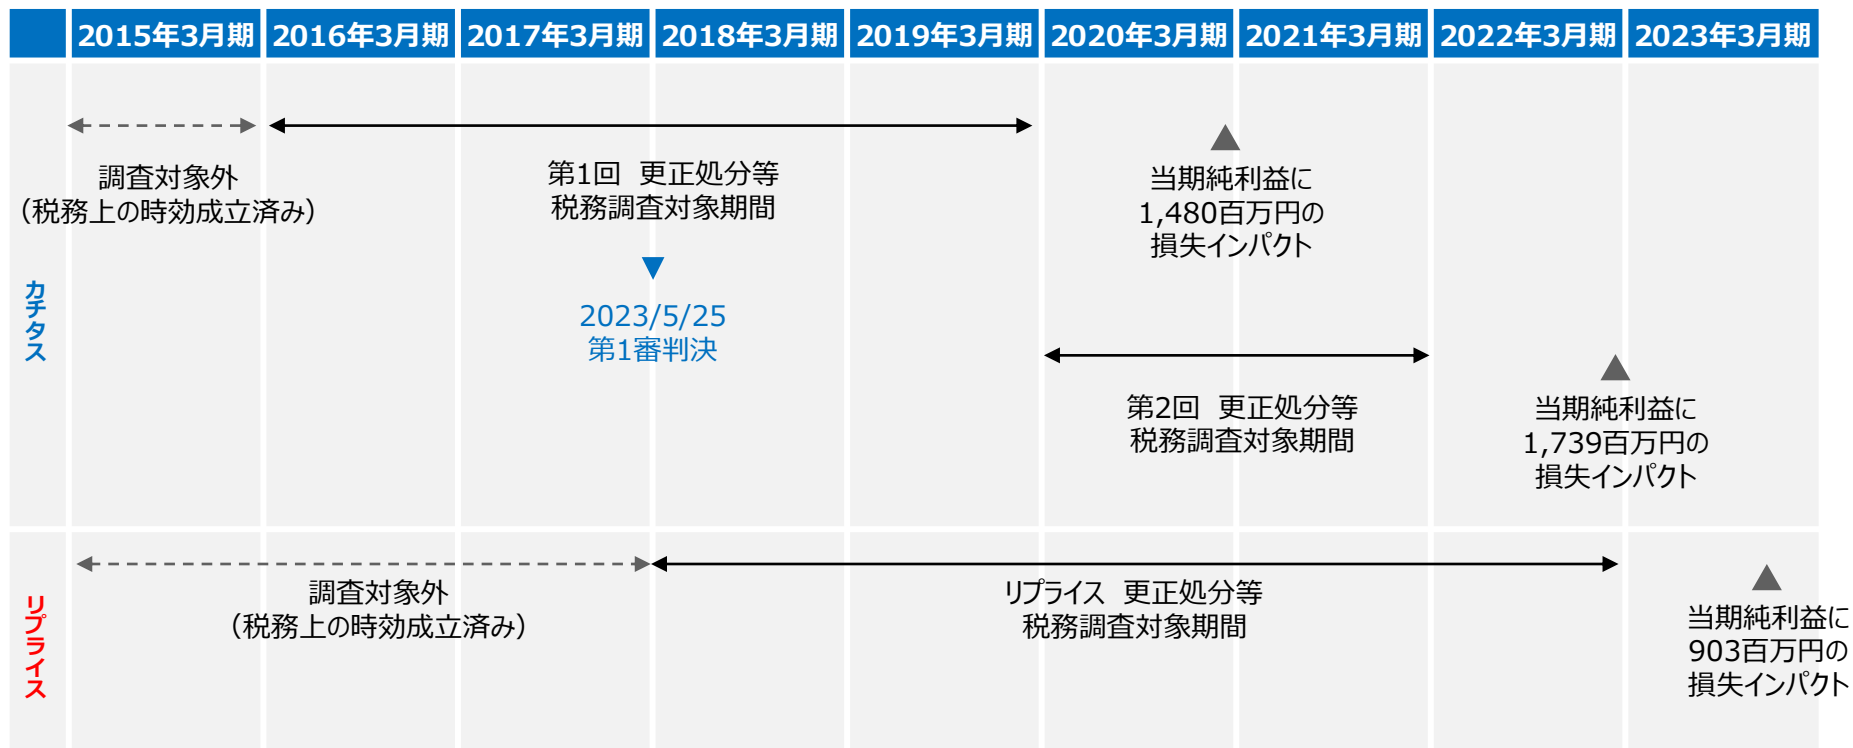 2015年3月期 2016年3月期 2017年3月期 2018年3月期 2019年3月期 2020年3月期 2021年3月期 2022年3月期 2023年3月期
カチタス
調査対象外
（税務上の時効成立済み）
第1回 更正処分等
税務調査対象期間
2023/5/25
第1審判決
当期純利益に
1,480百万円の
損失インパクト
第2回 更正処分等
税務調査対象期間
当期純利益に
1,739百万円の
損失インパクト
リプライス
調査対象外
（税務上の時効成立済み）
リプライス 更正処分等
税務調査対象期間
当期純利益に
903百万円の
損失インパクト